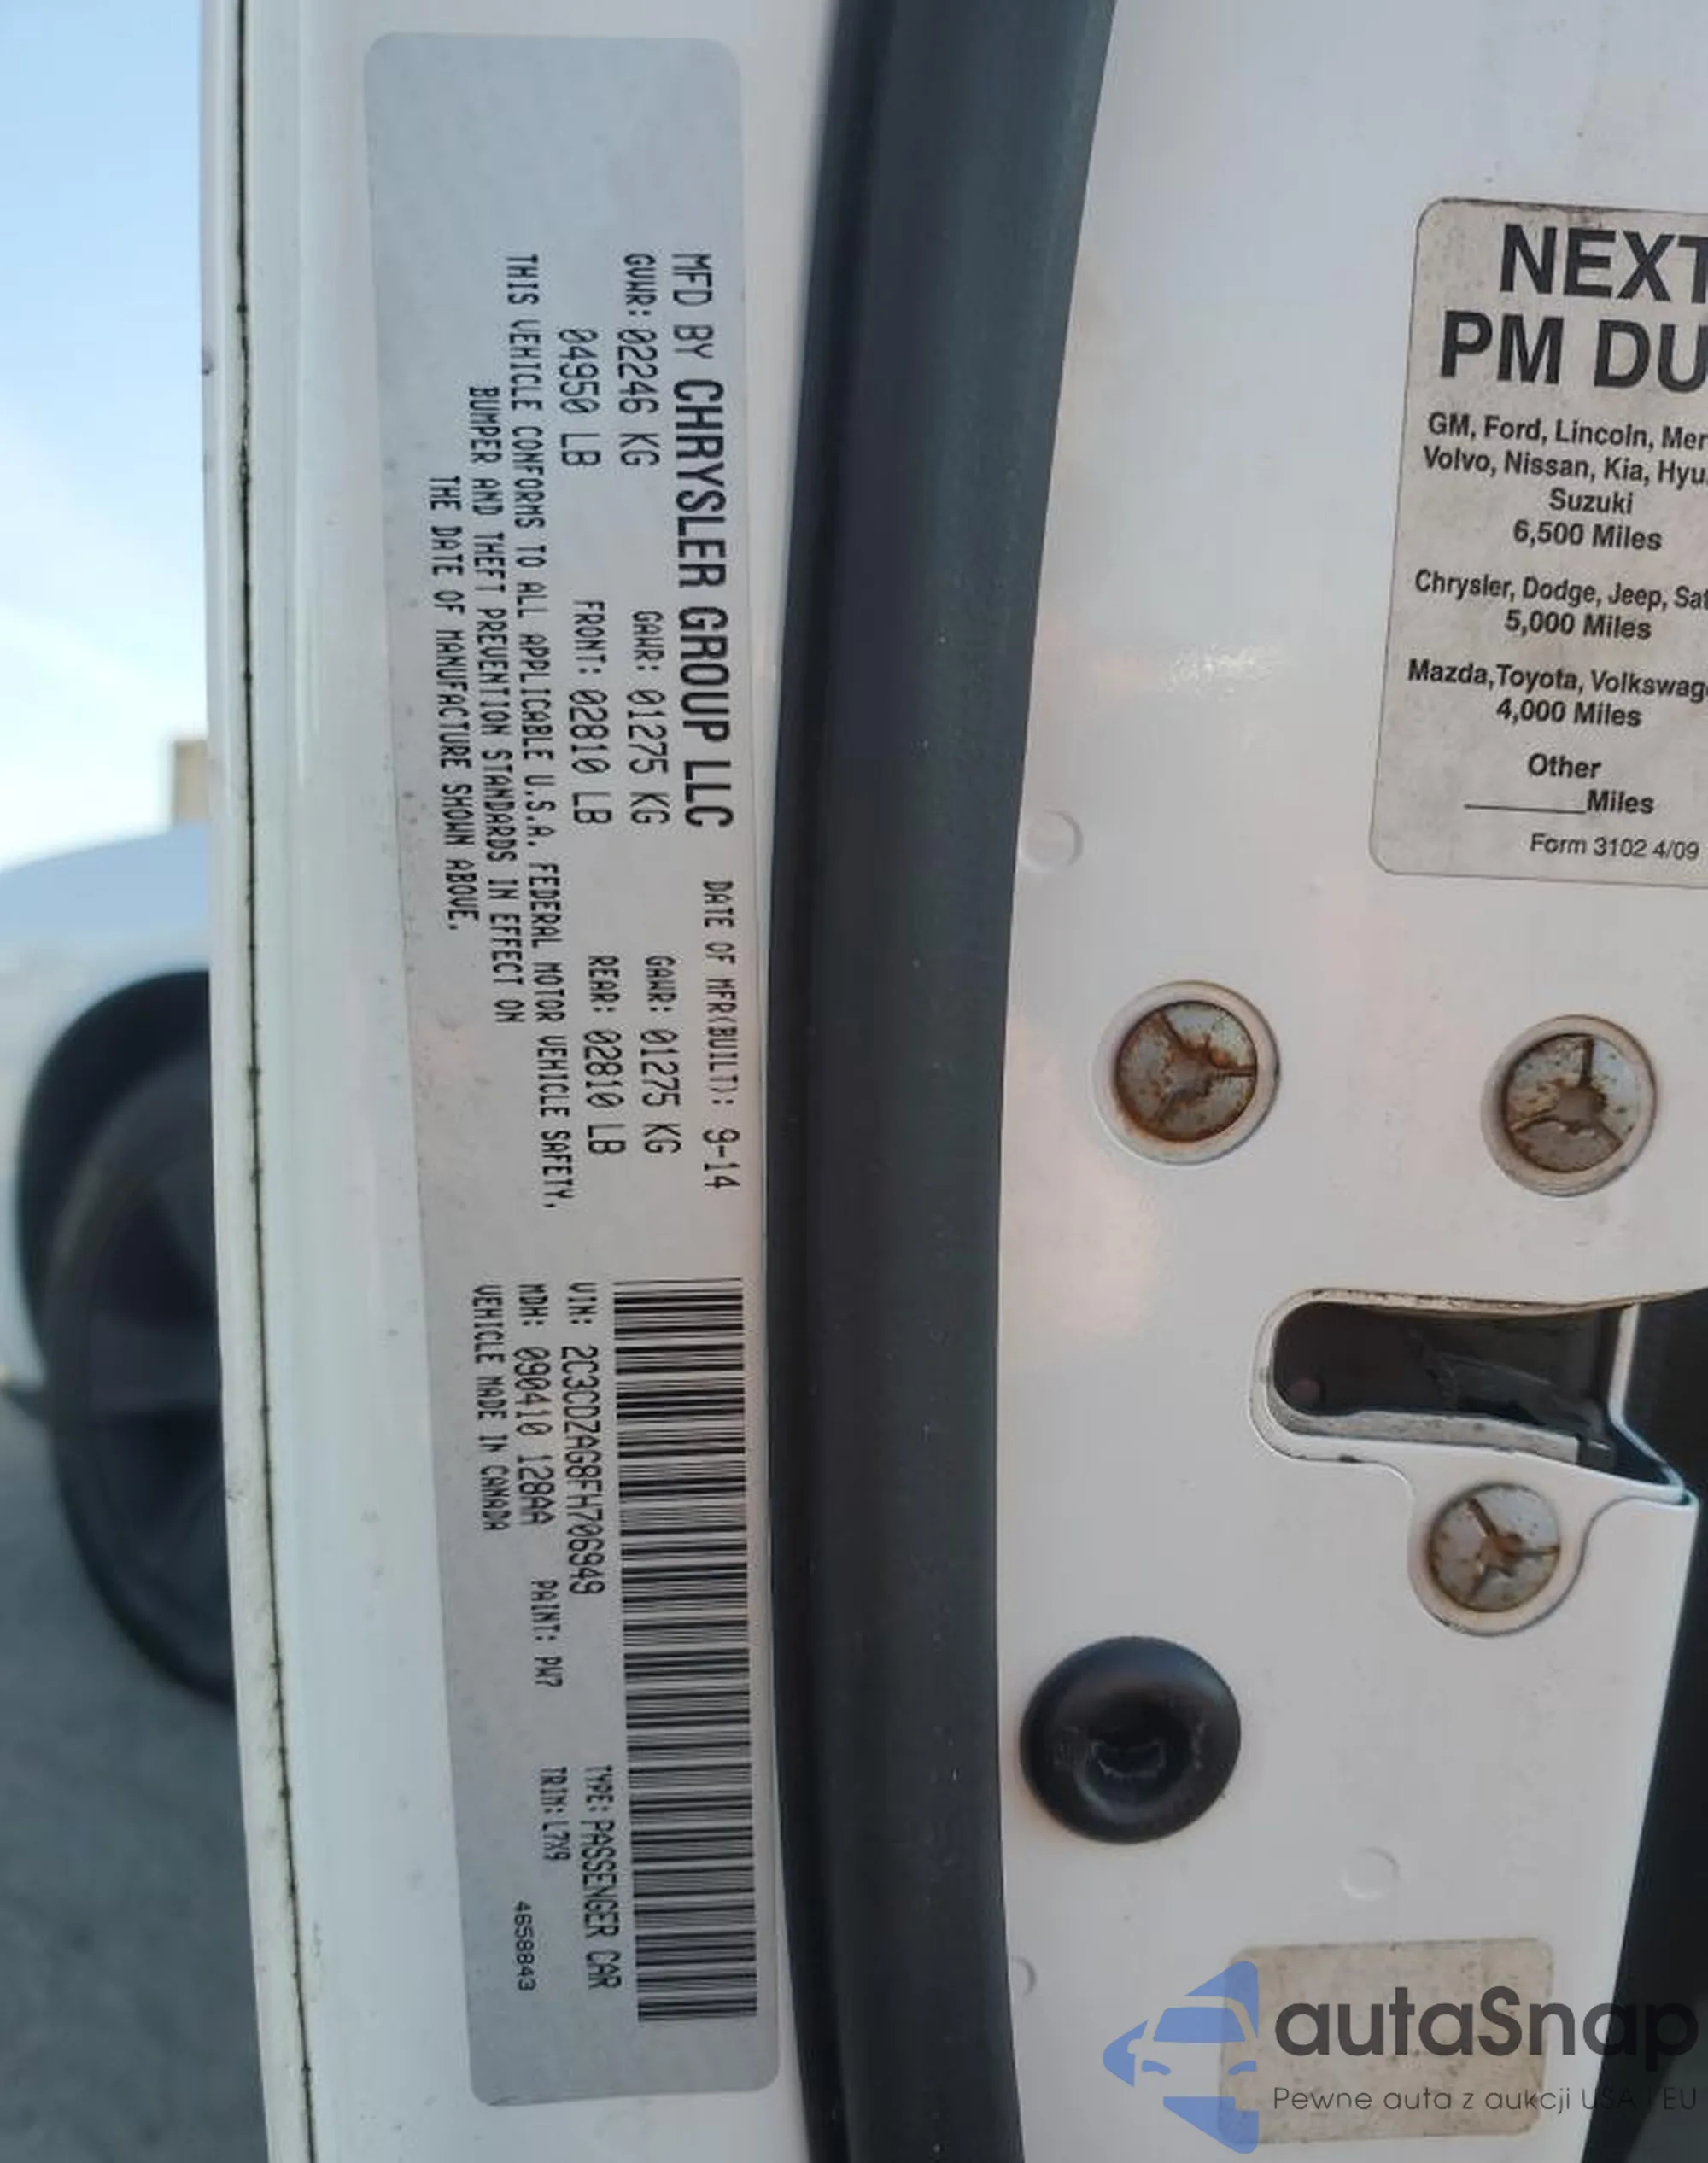 MFD BY CHRYSLER GROUP LLC DATE OF MFR(BUILT): 9-14
GVWR: 02246 KG GAWR: 01275 KG GAWR: 01275 KG
04950 LB FRONT: 02810 LB REAR: 02810 LB
THIS VEHICLE CONFORMS TO ALL APPLICABLE U.S.A. FEDERAL MOTOR VEHICLE SAFETY,
BUMPER AND THEFT PREVENTION STANDARDS IN EFFECT ON
THE DATE OF MANUFACTURE SHOWN ABOVE.
VIN: 2C3CDZAG8FH706949 TYPE: PASSENGER CAR
MDH: 090410 128AA PAINT: PW7 TRIM: L7X9
VEHICLE MADE IN CANADA 4658843
NEXT
PM DU
GM, Ford, Lincoln, Mer
Volvo, Nissan, Kia, Hyu
Suzuki
6,500 Miles
Chrysler, Dodge, Jeep, Sat
5,000 Miles
Mazda, Toyota, Volkswag
4,000 Miles
Other
______Miles
Form 3102 4/09
autaSnap
Pewne auta z aukcji USA i EU